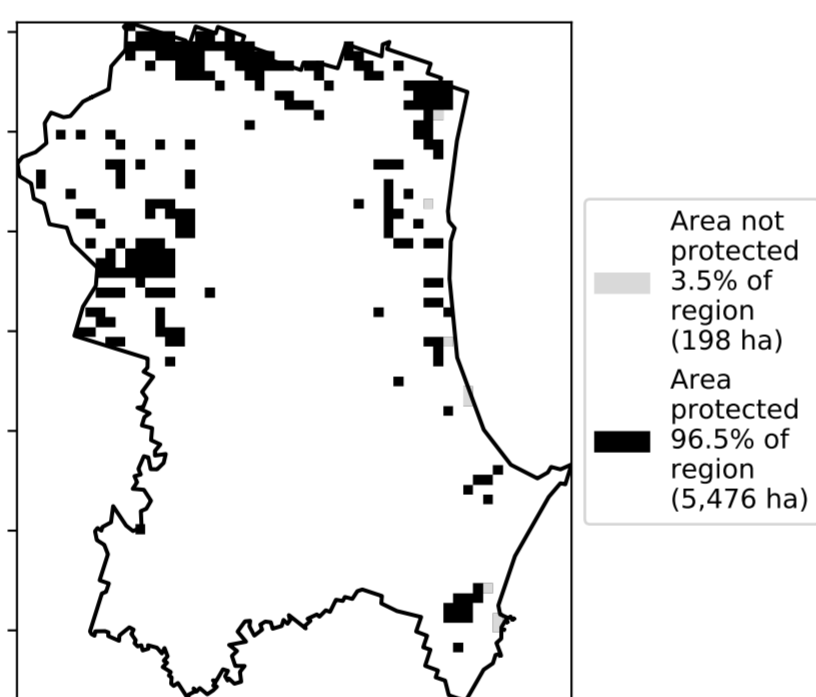 Area not
protected
3.5% of
region
(198 ha)
Area
protected
96.5% of
region
(5,476 ha)